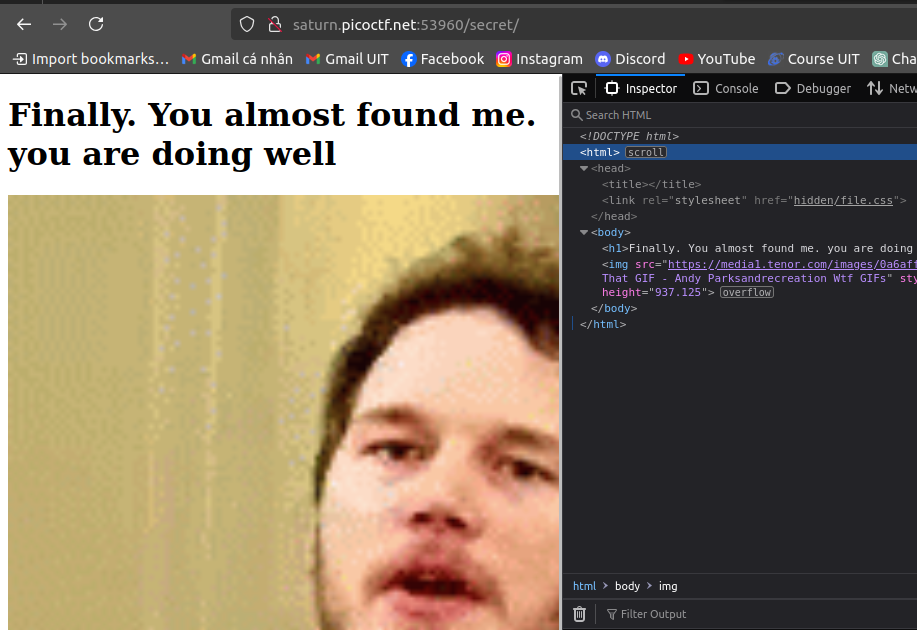 saturn.picoctf.net:53960/secret/
Import bookmarks… Gmail cá nhân Gmail UIT Facebook Instagram Discord YouTube Course UIT Cha
Finally. You almost found me.
you are doing well
Inspector Console Debugger Netw
Search HTML
<!DOCTYPE html>
<html> scroll
<head>
<title></title>
<link rel="stylesheet" href="hidden/file.css">
</head>
<body>
<h1>Finally. You almost found me. you are doing
<img src="https://media1.tenor.com/images/0a6aff
That GIF - Andy Parksandrecreation Wtf GIFs" sty
height="937.125"> overflow
</body>
</html>
html > body > img
Filter Output